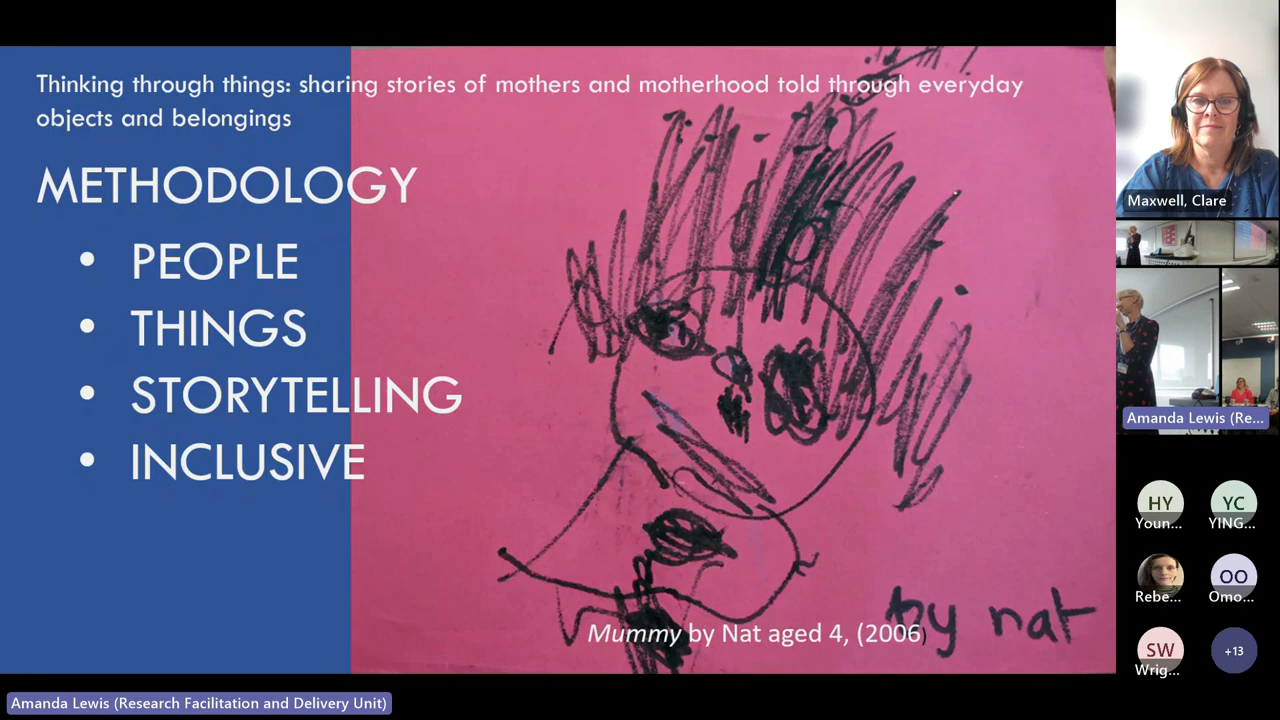 Thinking through things: sharing stories of mothers and motherhood told through everyday
objects and belongings
METHODOLOGY
• PEOPLE
• THINGS
• STORYTELLING
• INCLUSIVE
by nat
Mummy by Nat aged 4, (2006)
Maxwell, Clare
Amanda Lewis (Re...
HY
Youn...
YC
YING...
Rebe...
OO
Omo...
SW
Wrig...
+13
Amanda Lewis (Research Facilitation and Delivery Unit)